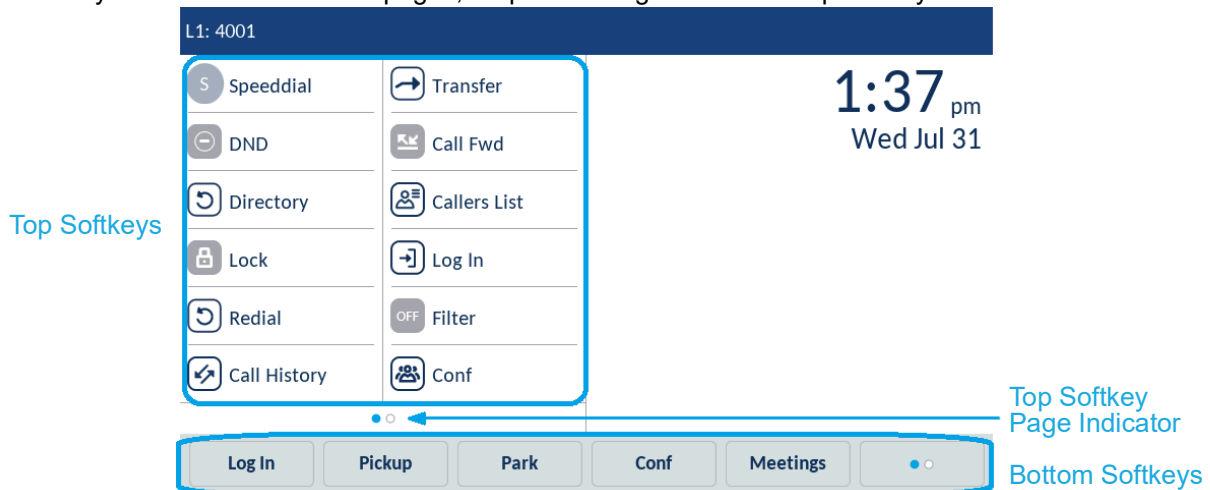 pages,
L1: 4001
S Speeddial
Transfer
1:37 pm
DND
Call Fwd
Wed Jul 31
Directory
Callers List
Top Softkeys
Lock
Log In
Redial
OFF Filter
Call History
Conf
Top Softkey
Page Indicator
Log In
Pickup
Park
Conf
Meetings
Bottom Softkeys